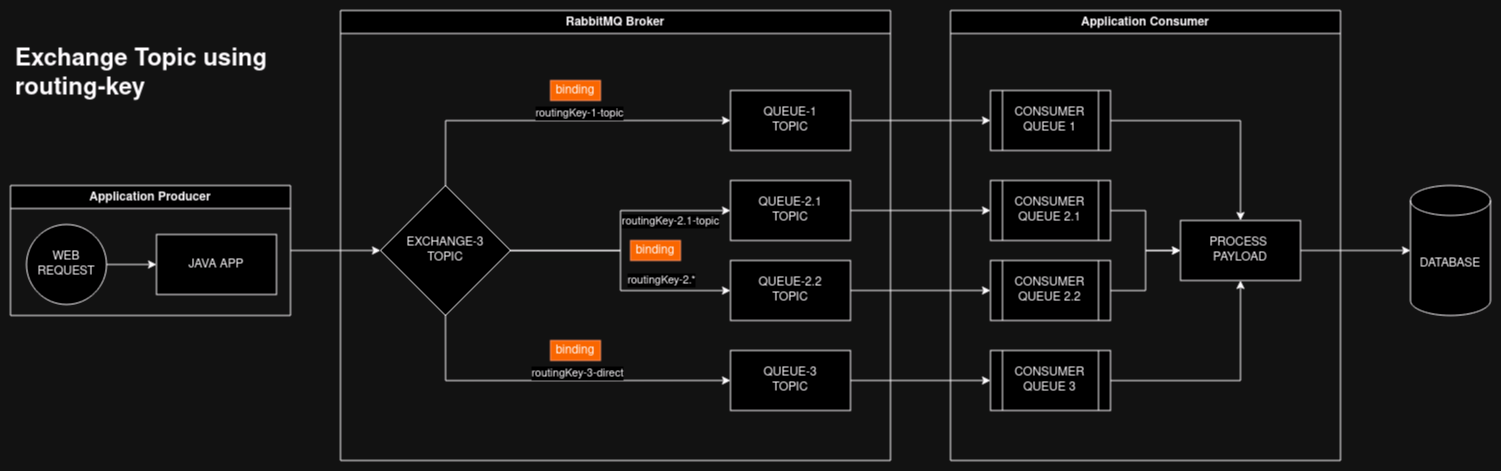 Exchange Topic using
routing-key
Application Producer
WEB
REQUEST
JAVA APP
RabbitMQ Broker
EXCHANGE-3
TOPIC
binding
routingKey-1-topic
QUEUE-1
TOPIC
routingKey-2.1-topic
QUEUE-2.1
TOPIC
binding
routingKey-2.*
QUEUE-2.2
TOPIC
binding
routingKey-3-direct
QUEUE-3
TOPIC
Application Consumer
CONSUMER
QUEUE 1
CONSUMER
QUEUE 2.1
CONSUMER
QUEUE 2.2
CONSUMER
QUEUE 3
PROCESS
PAYLOAD
DATABASE